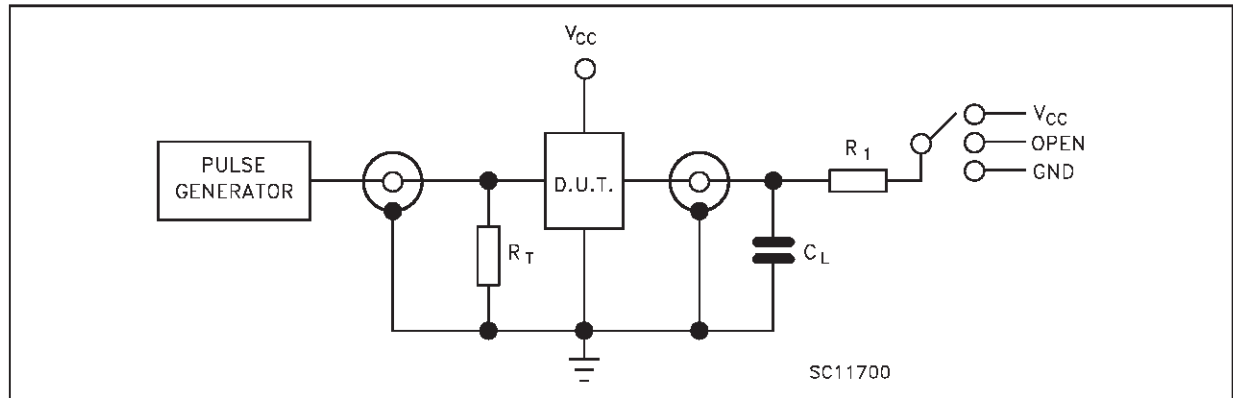 VCC
PULSE
GENERATOR
D.U.T.
R1
VCC
OPEN
GND
RT
CL
SC11700